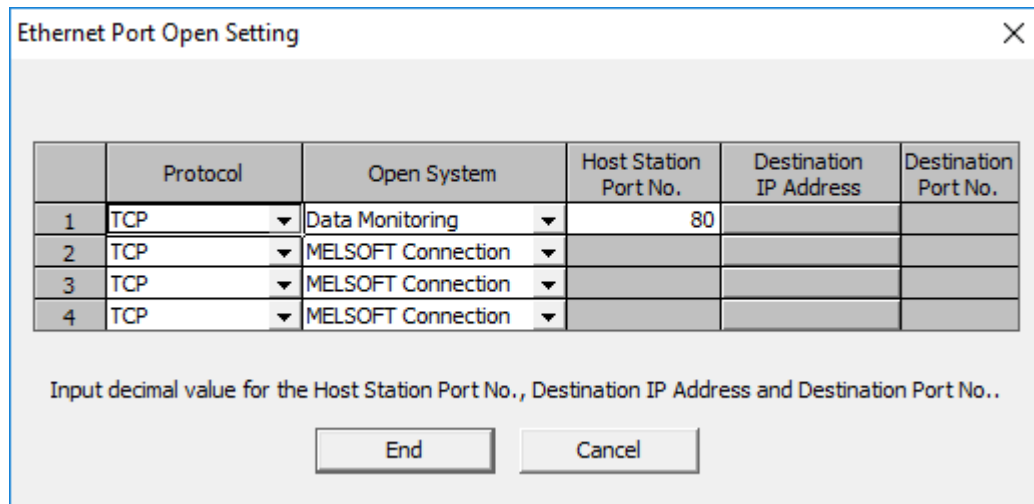 Ethernet Port Open Setting
Protocol Open System Host Station Port No. Destination IP Address Destination Port No.
1 TCP Data Monitoring 80
2 TCP MELSOFT Connection
3 TCP MELSOFT Connection
4 TCP MELSOFT Connection
Input decimal value for the Host Station Port No., Destination IP Address and Destination Port No..
End Cancel